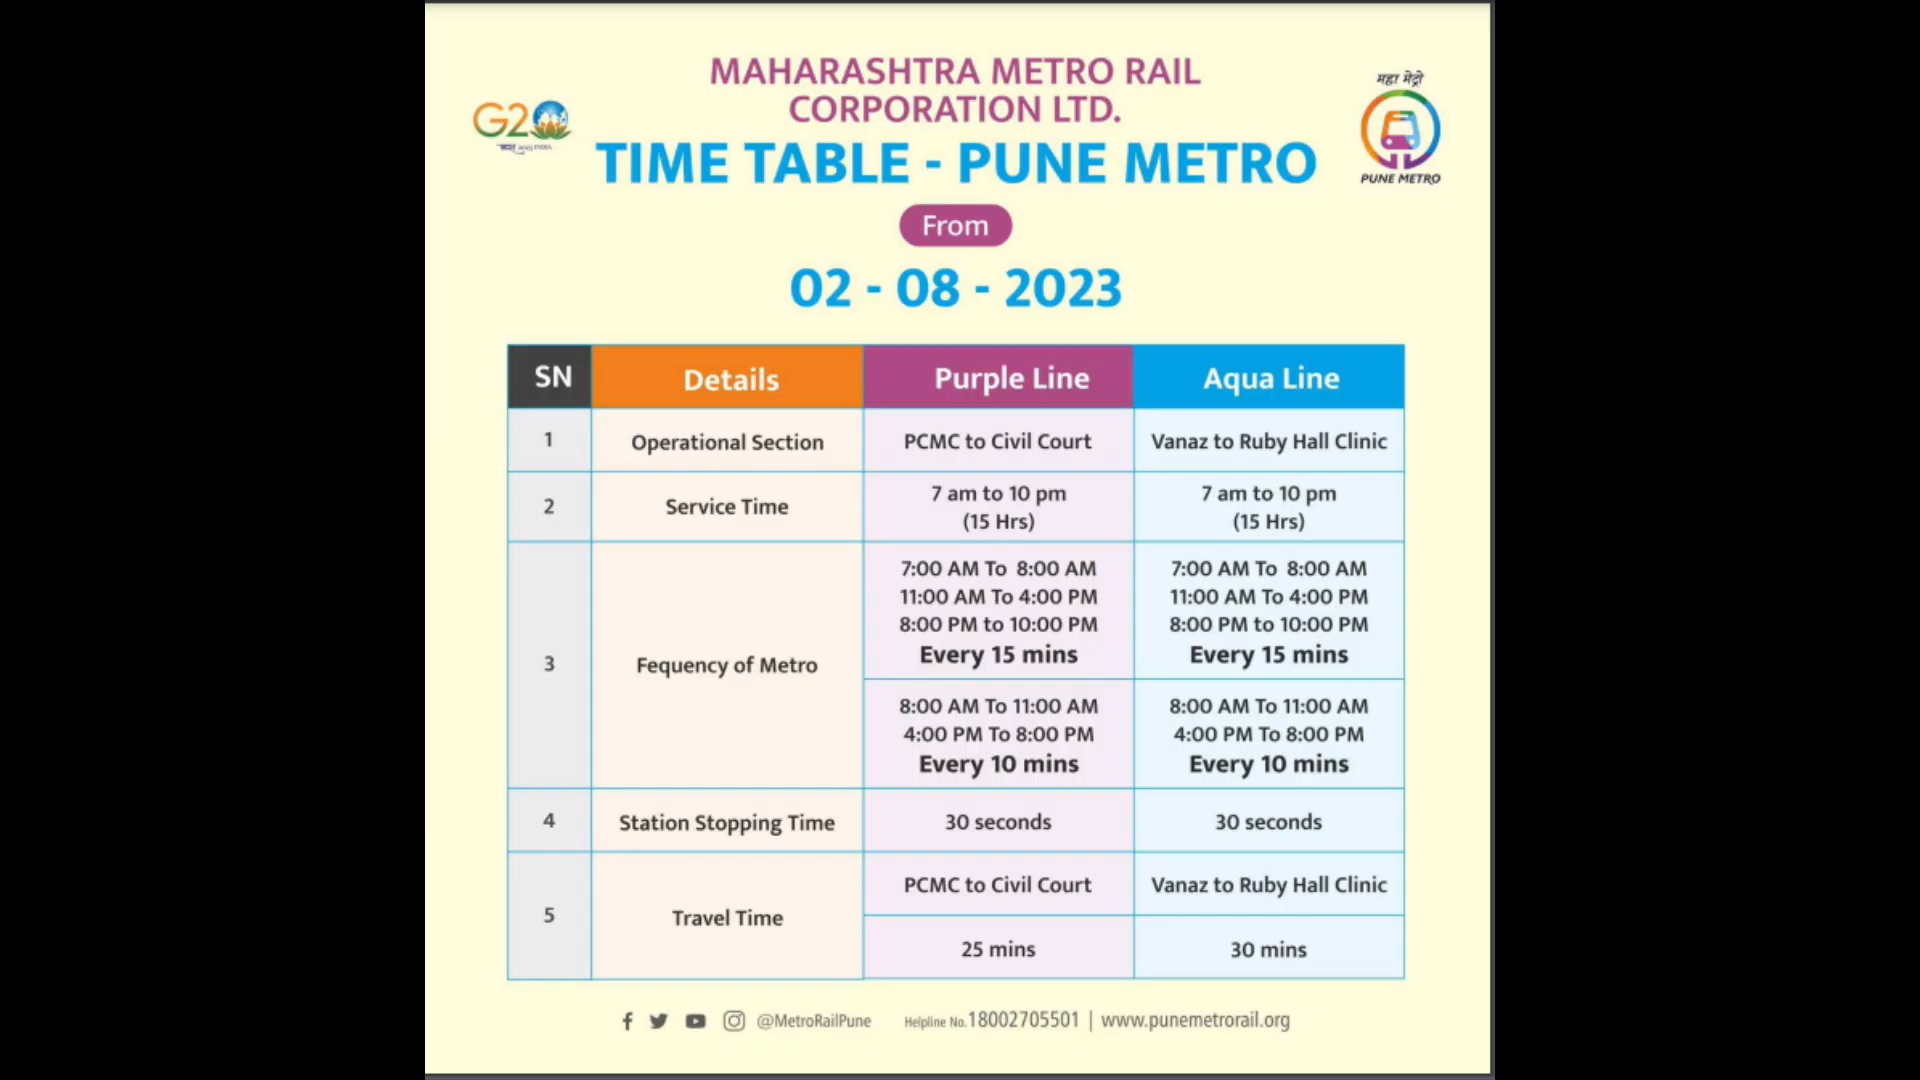 MAHARASHTRA METRO RAIL
CORPORATION LTD.
TIME TABLE - PUNE METRO
G20
भारत 2023 INDIA
महा मेट्रो
PUNE METRO
From
02 - 08 - 2023
SN Details Purple Line Aqua Line
1 Operational Section PCMC to Civil Court Vanaz to Ruby Hall Clinic
2 Service Time 7 am to 10 pm (15 Hrs) 7 am to 10 pm (15 Hrs)
3 Fequency of Metro
7:00 AM To 8:00 AM 7:00 AM To 8:00 AM
11:00 AM To 4:00 PM 11:00 AM To 4:00 PM
8:00 PM to 10:00 PM 8:00 PM to 10:00 PM
Every 15 mins Every 15 mins
8:00 AM To 11:00 AM 8:00 AM To 11:00 AM
4:00 PM To 8:00 PM 4:00 PM To 8:00 PM
Every 10 mins Every 10 mins
4 Station Stopping Time 30 seconds 30 seconds
5 Travel Time
PCMC to Civil Court Vanaz to Ruby Hall Clinic
25 mins 30 mins
@MetroRailPune Helpline No.18002705501 | www.punemetrorail.org